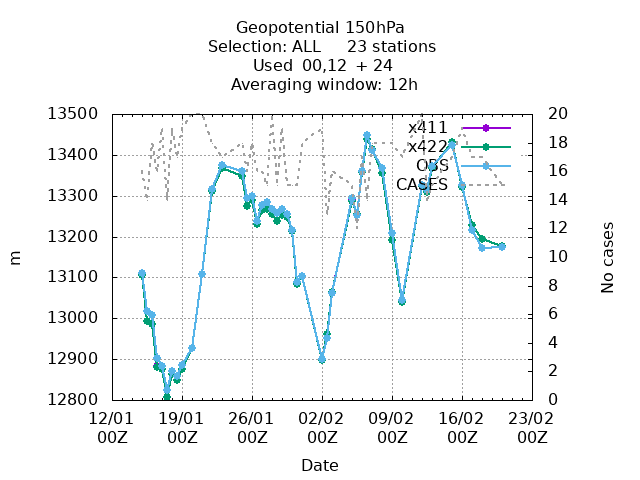 Geopotential 150hPa
Selection: ALL     23 stations
Used  00,12  + 24
Averaging window: 12h
13500
13400
13300
13200
13100
13000
12900
12800
m
20
18
16
14
12
10
8
6
4
2
0
No cases
x411
x422
OBS
CASES
12/01 19/01 26/01 02/02 09/02 16/02 23/02
00Z 00Z 00Z 00Z 00Z 00Z 00Z
Date